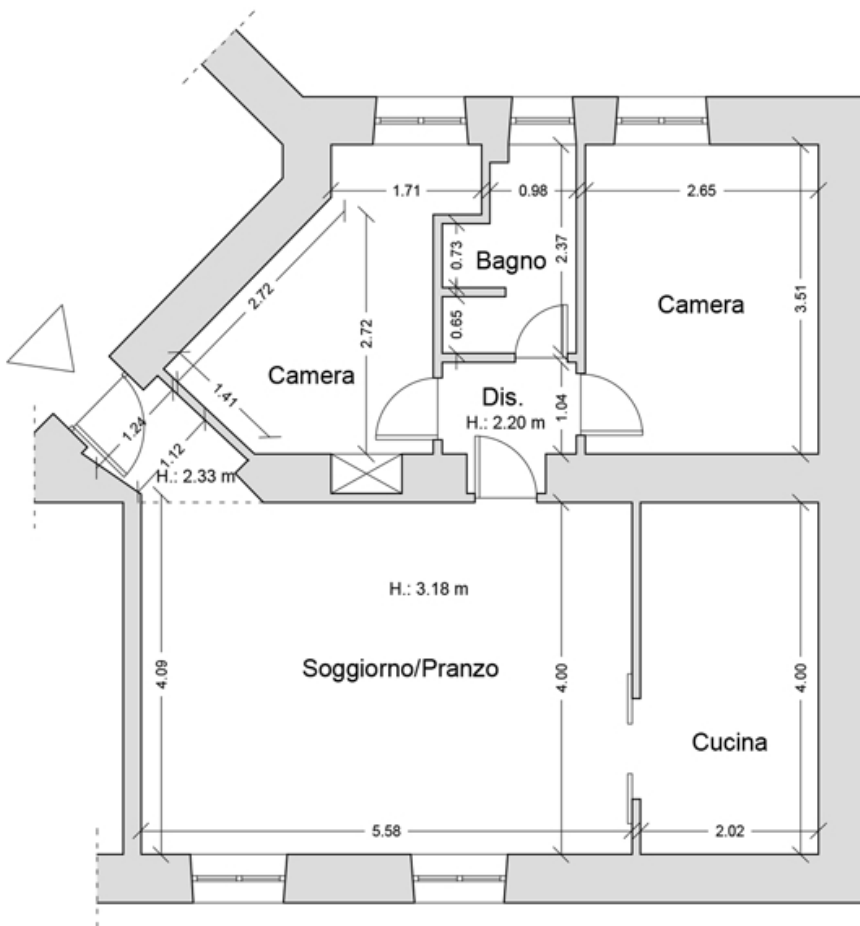 1.71
0.98
2.65
2.72
2.72
0.73
Bagno
2.37
Camera
3.51
0.65
Camera
1.41
Dis.
H.: 2.20 m
1.04
1.24
1.12
H.: 2.33 m
H.: 3.18 m
4.09
Soggiorno/Pranzo
4.00
4.00
Cucina
5.58
2.02